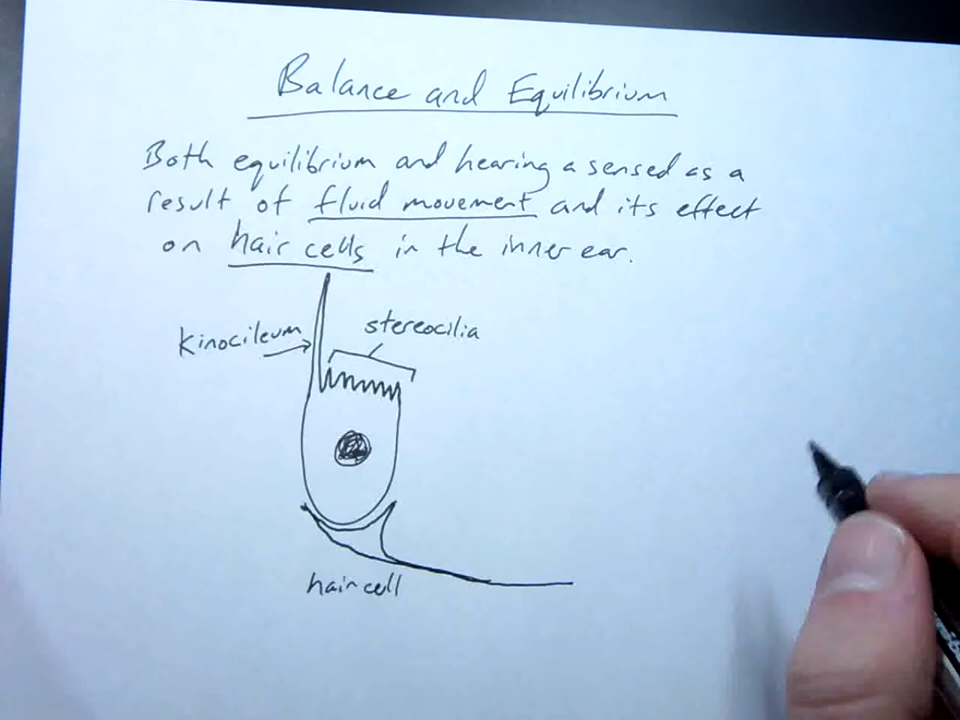 Balance and Equilibrium
Both equilibrium and hearing a sensed as a
result of fluid movement and its effect
on hair cells in the inner ear.
Kinocileum
stereocilia
hair cell